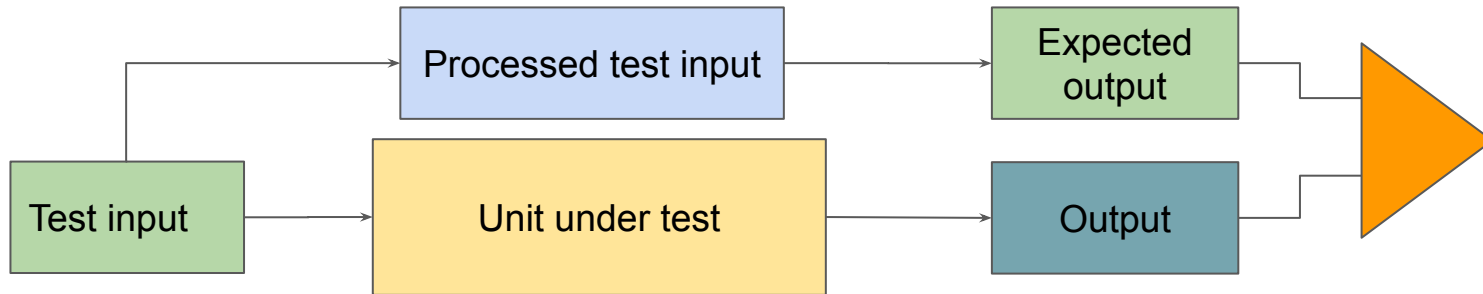 Processed test input
Expected
output
Test input
Unit under test
Output